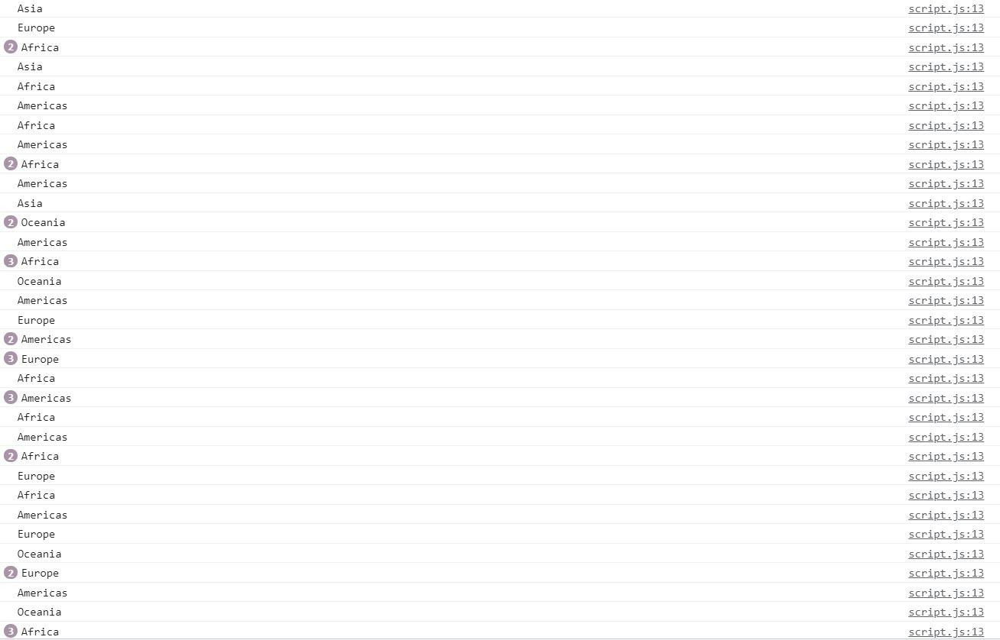 Asia script.js:13
Europe script.js:13
2 Africa script.js:13
Asia script.js:13
Africa script.js:13
Americas script.js:13
Africa script.js:13
Americas script.js:13
2 Africa script.js:13
Americas script.js:13
Asia script.js:13
2 Oceania script.js:13
Americas script.js:13
3 Africa script.js:13
Oceania script.js:13
Americas script.js:13
Europe script.js:13
2 Americas script.js:13
3 Europe script.js:13
Africa script.js:13
3 Americas script.js:13
Africa script.js:13
Americas script.js:13
2 Africa script.js:13
Europe script.js:13
Africa script.js:13
Americas script.js:13
Europe script.js:13
Oceania script.js:13
2 Europe script.js:13
Americas script.js:13
Oceania script.js:13
3 Africa script.js:13